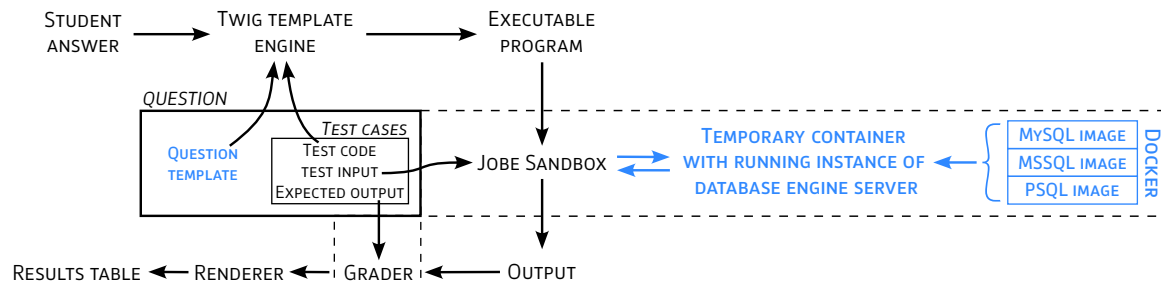 Student answer
Twig template engine
Executable program
QUESTION
Test cases
Question template
Test code
test input
Expected output
Jobe Sandbox
Temporary container
with running instance of
database engine server
MySQL image
MSSQL image
PSQL image
Docker
Results table
Renderer
Grader
Output